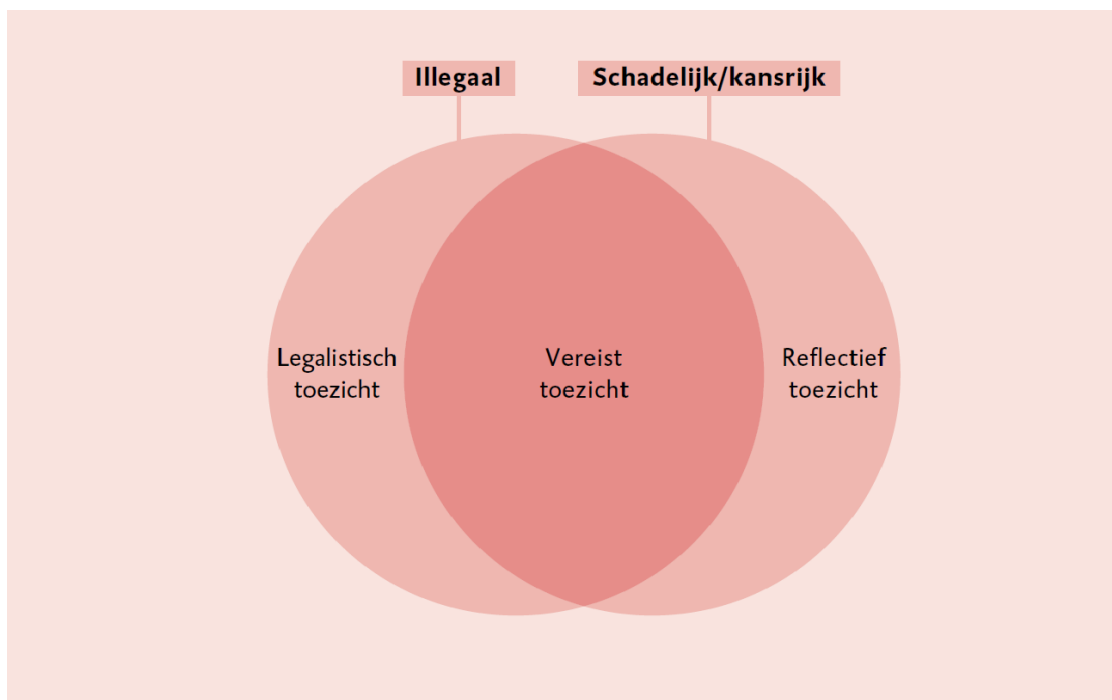 Illegaal
Schadelijk/kansrijk
Legalistisch
toezicht
Vereist
toezicht
Reflectief
toezicht